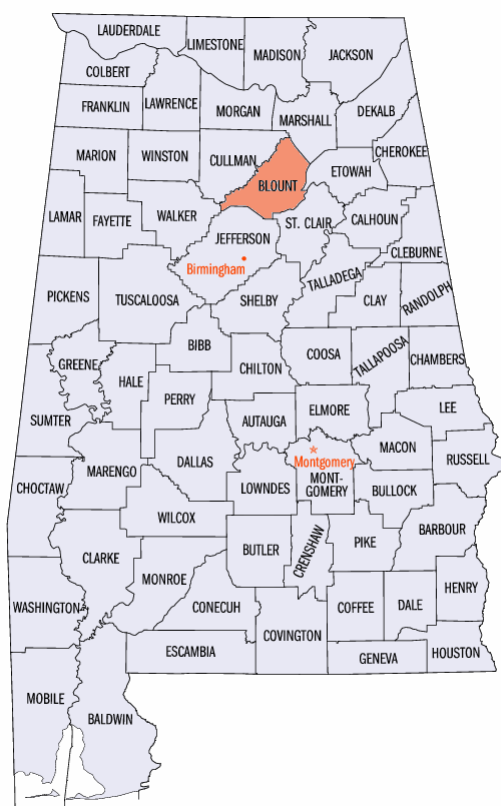 LAUDERDALE
LIMESTONE
MADISON
JACKSON
COLBERT
FRANKLIN
LAWRENCE
MORGAN
MARSHALL
DEKALB
CHEROKEE
MARION
WINSTON
CULLMAN
BLOUNT
ETOWAH
LAMAR
FAYETTE
WALKER
JEFFERSON
ST. CLAIR
CALHOUN
CLEBURNE
Birmingham
PICKENS
TUSCALOOSA
SHELBY
TALLADEGA
CLAY
RANDOLPH
GREENE
HALE
BIBB
CHILTON
COOSA
TALLAPOOSA
CHAMBERS
PERRY
SUMTER
AUTAUGA
ELMORE
LEE
MARENGO
DALLAS
Montgomery
MACON
RUSSELL
CHOCTAW
LOWNDES
MONT-
GOMERY
BULLOCK
WILCOX
CLARKE
BUTLER
CRENSHAW
PIKE
BARBOUR
WASHINGTON
MONROE
CONECUH
COVINGTON
COFFEE
DALE
HENRY
ESCAMBIA
GENEVA
HOUSTON
MOBILE
BALDWIN